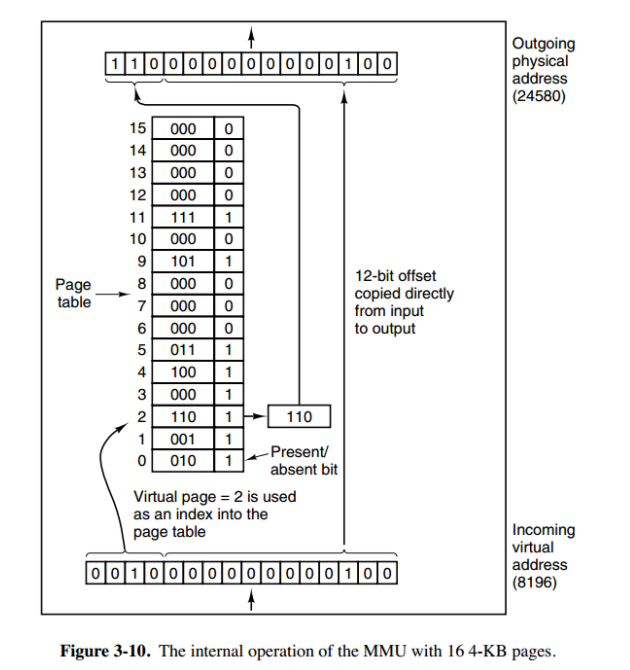 1 1 0 0 0 0 0 0 0 0 0 0 1 0 0
Outgoing
physical
address
(24580)
15 000 0
14 000 0
13 000 0
12 000 0
11 111 1
10 000 0
9 101 1
8 000 0
7 000 0
6 000 0
5 011 1
4 100 1
3 000 1
2 110 1
1 001 1
0 010 1
Page
table
110
Present/
absent bit
12-bit offset
copied directly
from input
to output
Virtual page = 2 is used
as an index into the
page table
0 0 1 0 0 0 0 0 0 0 0 0 0 1 0 0
Incoming
virtual
address
(8196)
Figure 3-10. The internal operation of the MMU with 16 4-KB pages.